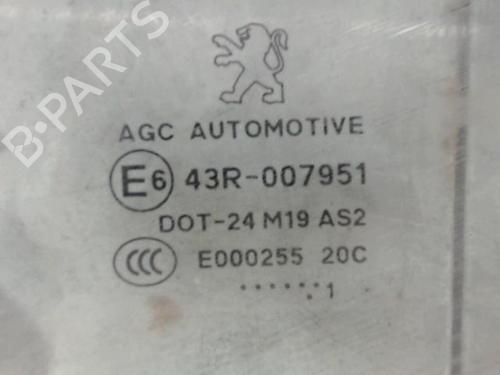 B-PARTS
AGC AUTOMOTIVE
E6 43R-007951
DOT-24 M19 AS2
CCC E000255 20C
....... 1